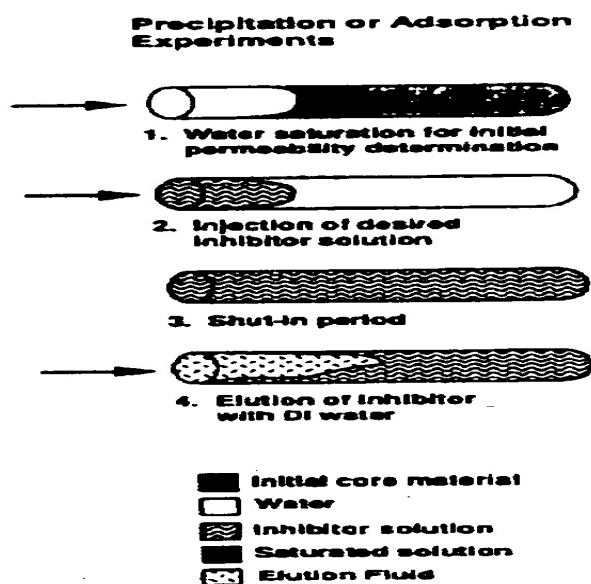 Precipitation or Adsorption
Experiments
1. Water saturation for initial
permeability determination
2. Injection of desired
inhibitor solution
3. Shut-in period
4. Elution of inhibitor
with DI water
Initial core material
Water
Inhibitor solution
Saturated solution
Elution Fluid